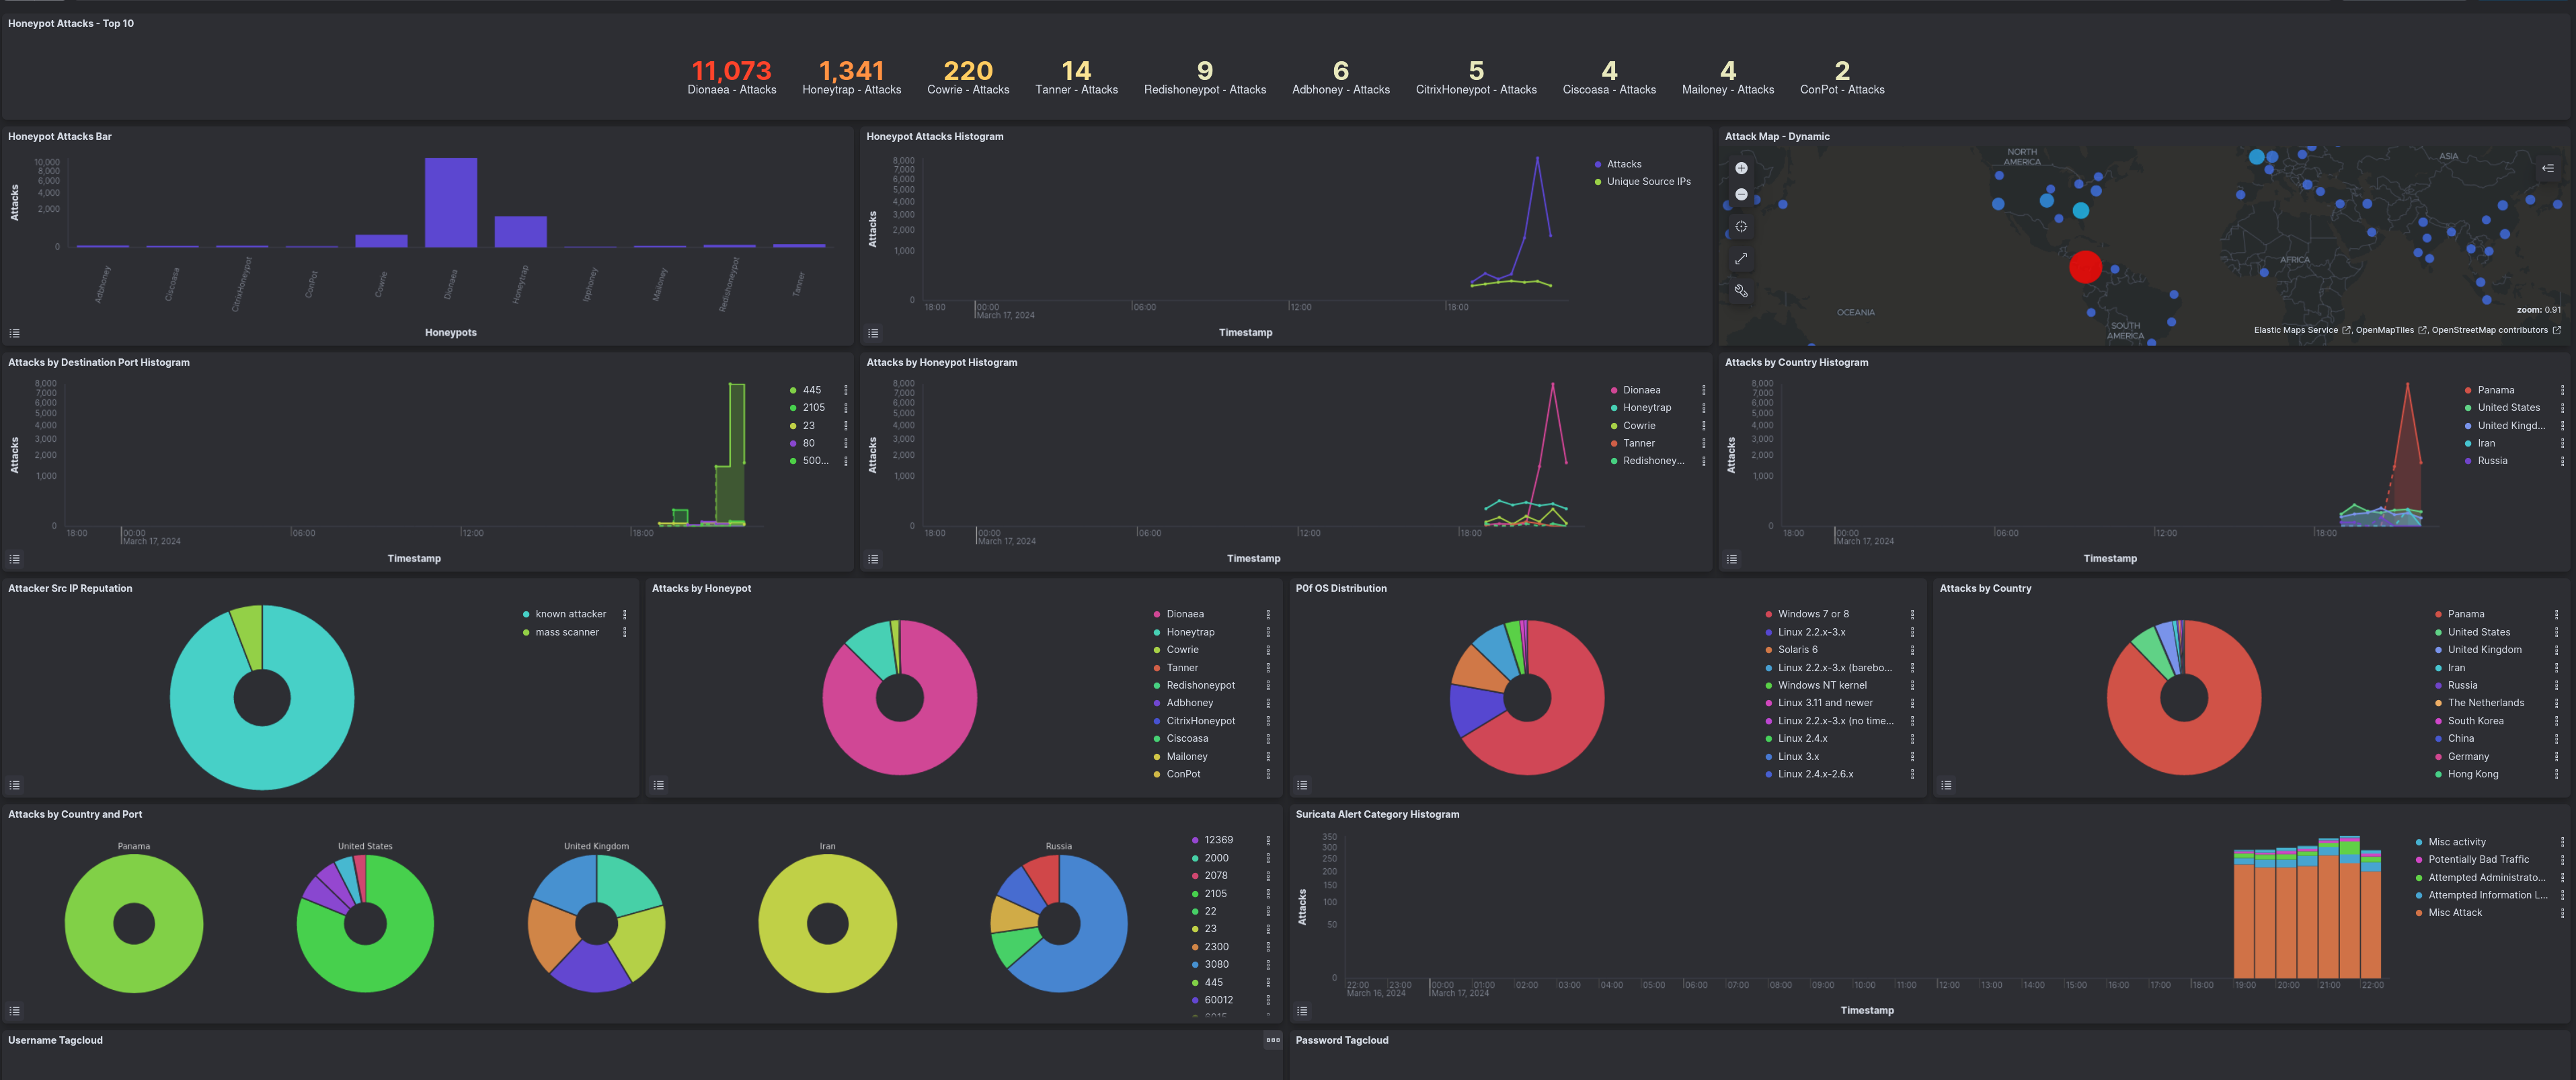 Honeypot Attacks - Top 10
11,073 1,341 220 14 9 6 5 4 4 2
Dionaea - Attacks Honeytrap - Attacks Cowrie - Attacks Tanner - Attacks Redishoneypot - Attacks Adbhoney - Attacks CitrixHoneypot - Attacks Ciscoasa - Attacks Mailoney - Attacks ConPot - Attacks
Honeypot Attacks Bar
10,000
8,000
6,000
4,000
2,000
0
Attacks
Adbhoney Ciscoasa CitrixHoneypot ConPot Cowrie Dionaea Honeytrap Ipphoney Mailoney Redishoneypot Tanner
Honeypots
Honeypot Attacks Histogram
8,000
7,000
6,000
5,000
4,000
3,000
2,000
1,000
0
Attacks
18:00 00:00 06:00 12:00 18:00
March 17, 2024
Timestamp
Attacks
Unique Source IPs
Attack Map - Dynamic
NORTH
AMERICA
ASIA
AFRICA
OCEANIA
SOUTH
AMERICA
zoom: 0.91
Elastic Maps Service , OpenMapTiles , OpenStreetMap contributors
Attacks by Destination Port Histogram
8,000
7,000
6,000
5,000
4,000
3,000
2,000
1,000
0
Attacks
18:00 00:00 06:00 12:00 18:00
March 17, 2024
Timestamp
445
2105
23
80
500...
Attacks by Honeypot Histogram
8,000
7,000
6,000
5,000
4,000
3,000
2,000
1,000
0
Attacks
18:00 00:00 06:00 12:00 18:00
March 17, 2024
Timestamp
Dionaea
Honeytrap
Cowrie
Tanner
Redishoney...
Attacks by Country Histogram
8,000
7,000
6,000
5,000
4,000
3,000
2,000
1,000
0
Attacks
18:00 00:00 06:00 12:00 18:00
March 17, 2024
Timestamp
Panama
United States
United Kingd...
Iran
Russia
Attacker Src IP Reputation
known attacker
mass scanner
Attacks by Honeypot
Dionaea
Honeytrap
Cowrie
Tanner
Redishoneypot
Adbhoney
CitrixHoneypot
Ciscoasa
Mailoney
ConPot
P0f OS Distribution
Windows 7 or 8
Linux 2.2.x-3.x
Solaris 6
Linux 2.2.x-3.x (barebo...
Windows NT kernel
Linux 3.11 and newer
Linux 2.2.x-3.x (no time...
Linux 2.4.x
Linux 3.x
Linux 2.4.x-2.6.x
Attacks by Country
Panama
United States
United Kingdom
Iran
Russia
The Netherlands
South Korea
China
Germany
Hong Kong
Attacks by Country and Port
Panama United States United Kingdom Iran Russia
12369
2000
2078
2105
22
23
2300
3080
445
60012
Suricata Alert Category Histogram
350
300
250
200
150
100
50
0
Attacks
22:00 23:00 00:00 01:00 02:00 03:00 04:00 05:00 06:00 07:00 08:00 09:00 10:00 11:00 12:00 13:00 14:00 15:00 16:00 17:00 18:00 19:00 20:00 21:00 22:00
March 16, 2024 March 17, 2024
Timestamp
Misc activity
Potentially Bad Traffic
Attempted Administrato...
Attempted Information L...
Misc Attack
Username Tagcloud
Password Tagcloud